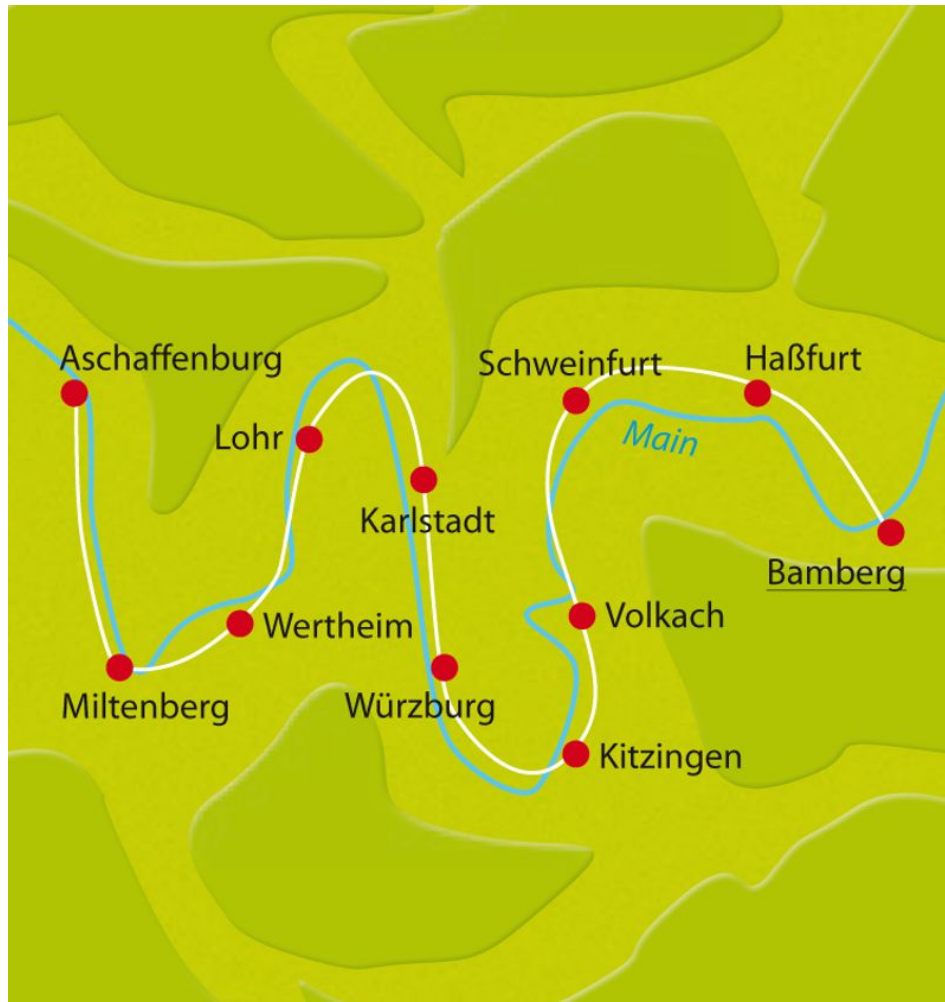 Aschaffenburg
Schweinfurt
Haßfurt
Lohr
Main
Karlstadt
Bamberg
Wertheim
Volkach
Miltenberg
Würzburg
Kitzingen